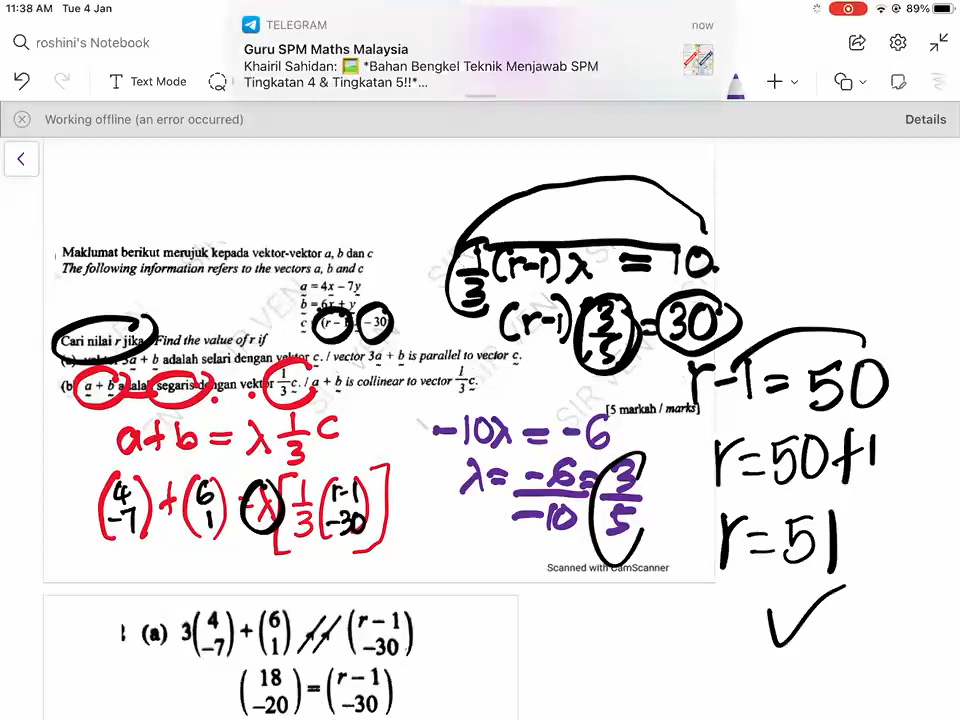 11:38 AM Tue 4 Jan
89%
TELEGRAM
now
Guru SPM Maths Malaysia
Khairil Sahidan: 🖼️ *Bahan Bengkel Teknik Menjawab SPM
Tingkatan 4 & Tingkatan 5!!*...
roshini's Notebook
Text Mode
Working offline (an error occurred)
Details
Maklumat berikut merujuk kepada vektor-vektor a, b dan c
The following information refers to the vectors a, b and c
a = 4x − 7y
b = 6x + y
c (r − −30
Cari nilai r jika Find the value of r if
3a + b adalah selari dengan vektor c. / vector 3a + b is parallel to vector c.
(b) a + b adalah segaris dengan vektor 1/3 c. / a + b is collinear to vector 1/3 c.
[5 markah / marks]
1/3 (r−1) λ = 10.
(r−1) 3/5 = 30
r−1 = 50
r = 50+1
r = 51
a+b = λ 1/3 c
(4 −7) + (6 1) = λ [1/3 (r−1 −30)]
−10λ = −6
λ = −6/−10 = 3/5
Scanned with CamScanner
(a) 3(4 −7) + (6 1) // (r − 1 −30)
(18 −20) = (r − 1 −30)
SIR VEN